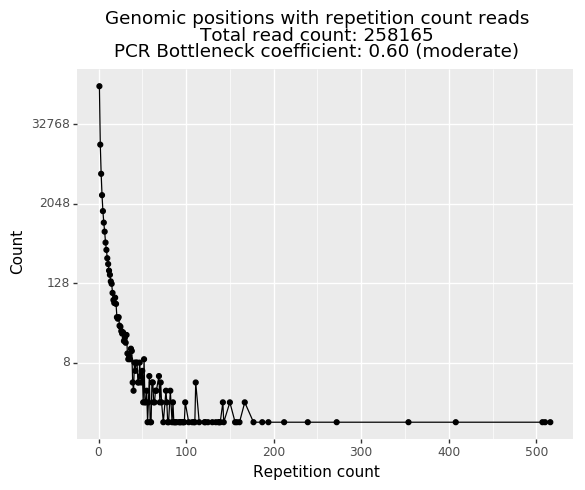 Genomic positions with repetition count reads
Total read count: 258165
PCR Bottleneck coefficient: 0.60 (moderate)
32768
2048
128
8
Count
0
100
200
300
400
500
Repetition count